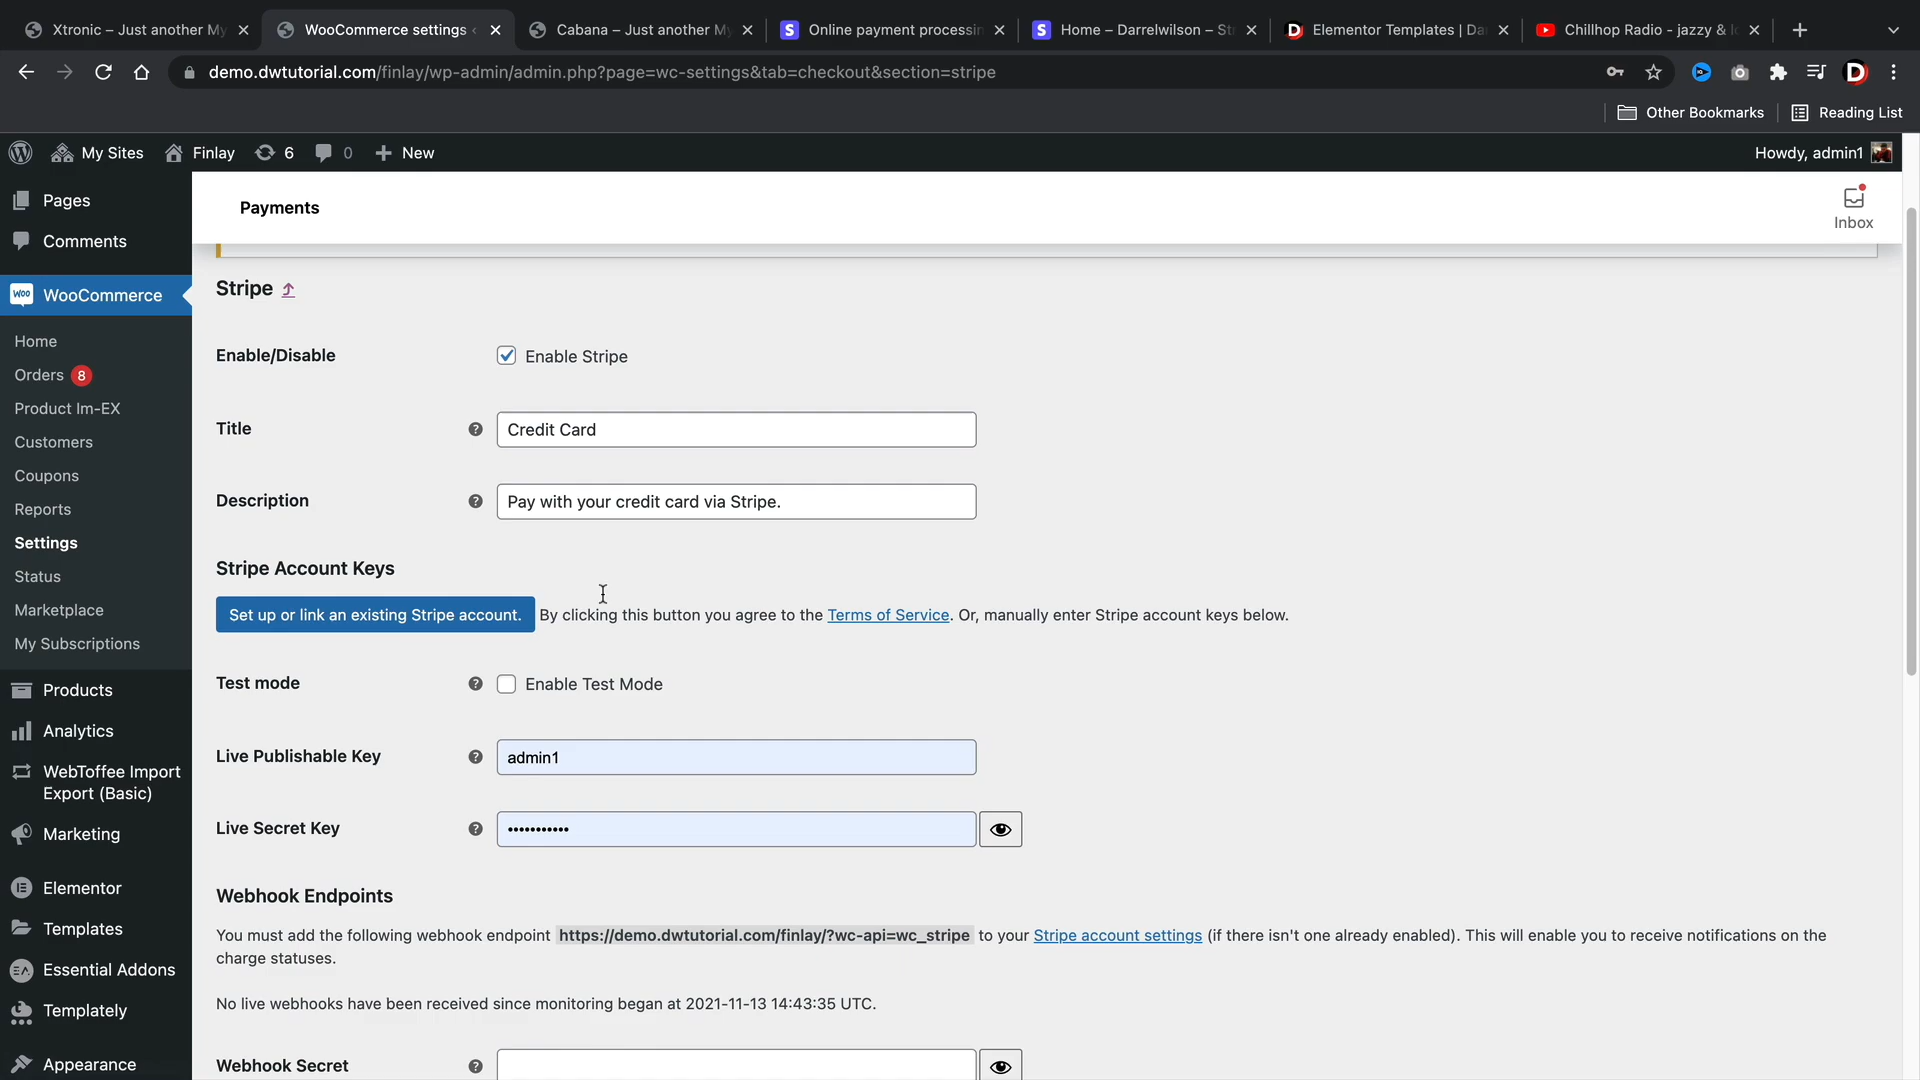 Xtronic – Just another My
WooCommerce settings
Cabana – Just another My
Online payment processin
Home – Darrelwilson – St
Elementor Templates | Da
Chillhop Radio - jazzy & l
demo.dwtutorial.com/finlay/wp-admin/admin.php?page=wc-settings&tab=checkout&section=stripe
Other Bookmarks
Reading List
My Sites
Finlay
6
0
New
Howdy, admin1
Pages
Comments
WooCommerce
Home
Orders 8
Product Im-EX
Customers
Coupons
Reports
Settings
Status
Marketplace
My Subscriptions
Products
Analytics
WebToffee Import
Export (Basic)
Marketing
Elementor
Templates
Essential Addons
Templately
Appearance
Payments
Inbox
Stripe
Enable/Disable
Enable Stripe
Title
Credit Card
Description
Pay with your credit card via Stripe.
Stripe Account Keys
Set up or link an existing Stripe account. By clicking this button you agree to the Terms of Service. Or, manually enter Stripe account keys below.
Test mode
Enable Test Mode
Live Publishable Key
admin1
Live Secret Key
•••••••••••
Webhook Endpoints
You must add the following webhook endpoint https://demo.dwtutorial.com/finlay/?wc-api=wc_stripe to your Stripe account settings (if there isn't one already enabled). This will enable you to receive notifications on the
charge statuses.
No live webhooks have been received since monitoring began at 2021-11-13 14:43:35 UTC.
Webhook Secret